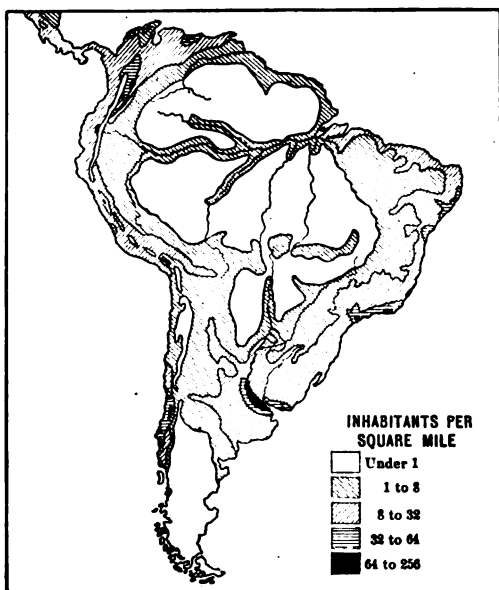 INHABITANTS PER
SQUARE MILE
Under 1
1 to 8
8 to 32
32 to 64
64 to 256